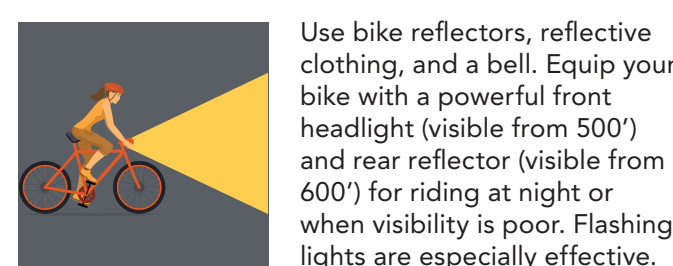 Use bike reflectors, reflective
clothing, and a bell. Equip your
bike with a powerful front
headlight (visible from 500’)
and rear reflector (visible from
600’) for riding at night or
when visibility is poor. Flashing
lights are especially effective.